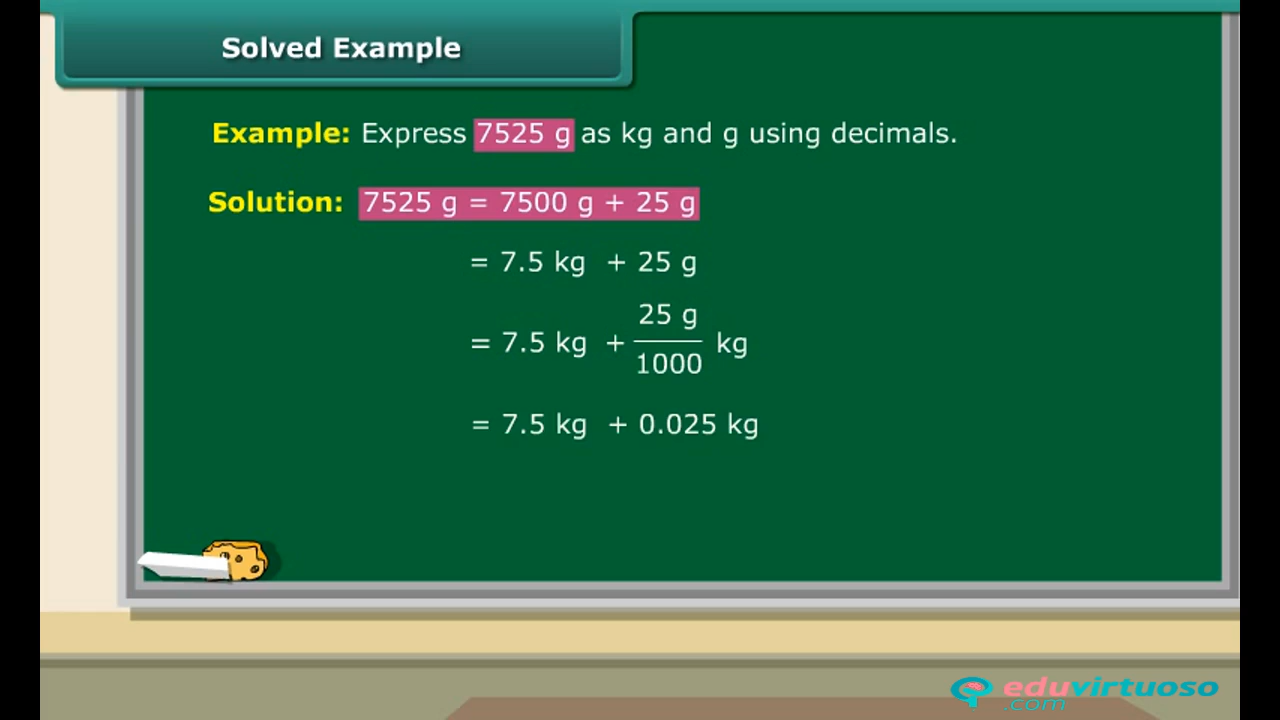 Solved Example
Example: Express 7525 g as kg and g using decimals.
Solution: 7525 g = 7500 g + 25 g
= 7.5 kg + 25 g
= 7.5 kg + 25 g/1000 kg
= 7.5 kg + 0.025 kg
eduvirtuoso
.com